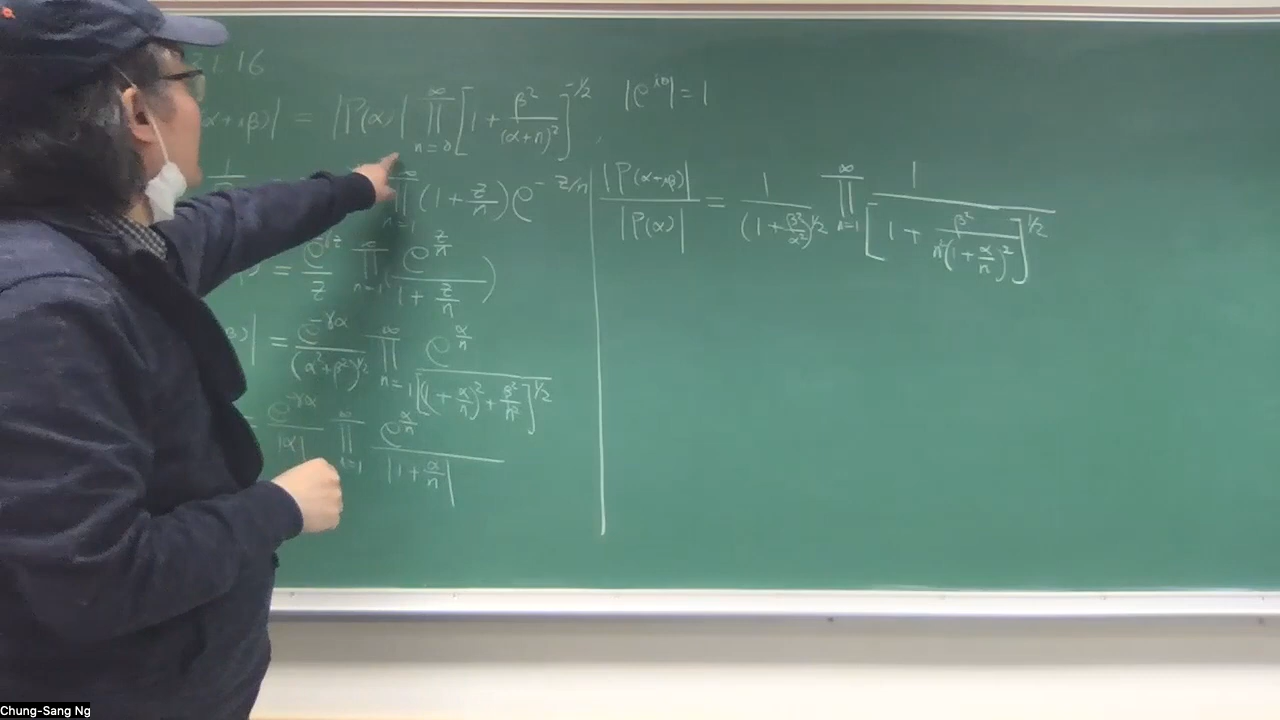 21.16
α+iβ)| = |Γ(α)| ∏_{n=0}^{∞} [1 + β²/(α+n)²]^{-1/2}
|e^{iθ}| = 1
∏_{n=1}^{∞} (1 + z/n) e^{-z/n}
= e^{-γz}/z ∏_{n=1}^{∞} (e^{z/n}/(1 + z/n))
β)| = e^{-γα}/(α²+β²)^{1/2} ∏_{n=1}^{∞} e^{α/n}/[(1 + α/n)² + β²/n²]^{1/2}
e^{-γα}/|α| ∏_{n=1}^{∞} e^{α/n}/|1 + α/n|
|Γ(α+iβ)|/|Γ(α)| = 1/(1 + β²/α²)^{1/2} ∏_{n=1}^{∞} 1/[1 + β²/(n²(1 + α/n)²)]^{1/2}
Chung-Sang Ng